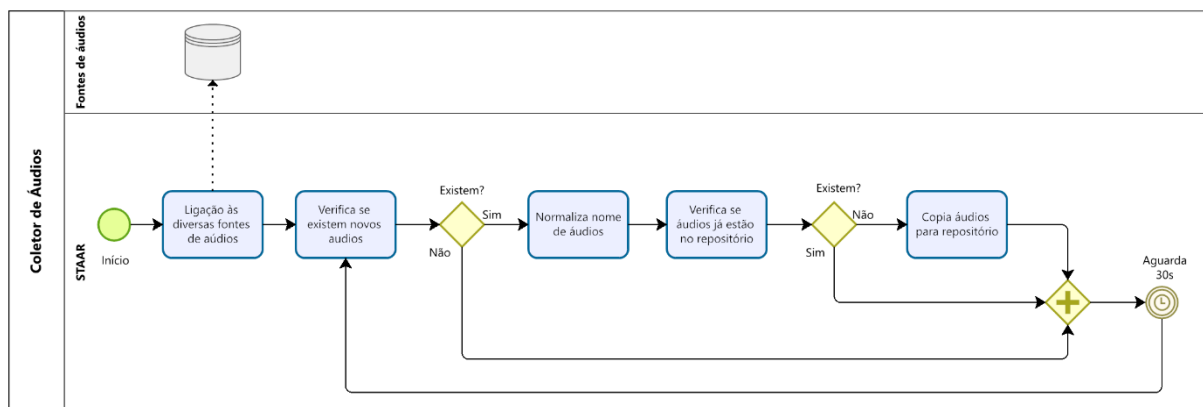 Coletor de Áudios
Fontes de áudios
STAAR
Início
Ligação às
diversas fontes
de aúdios
Verifica se
existem novos
audios
Existem?
Sim
Não
Normaliza nome
de áudios
Verifica se
áudios já estão
no repositório
Existem?
Não
Sim
Copia áudios
para repositório
Aguarda
30s